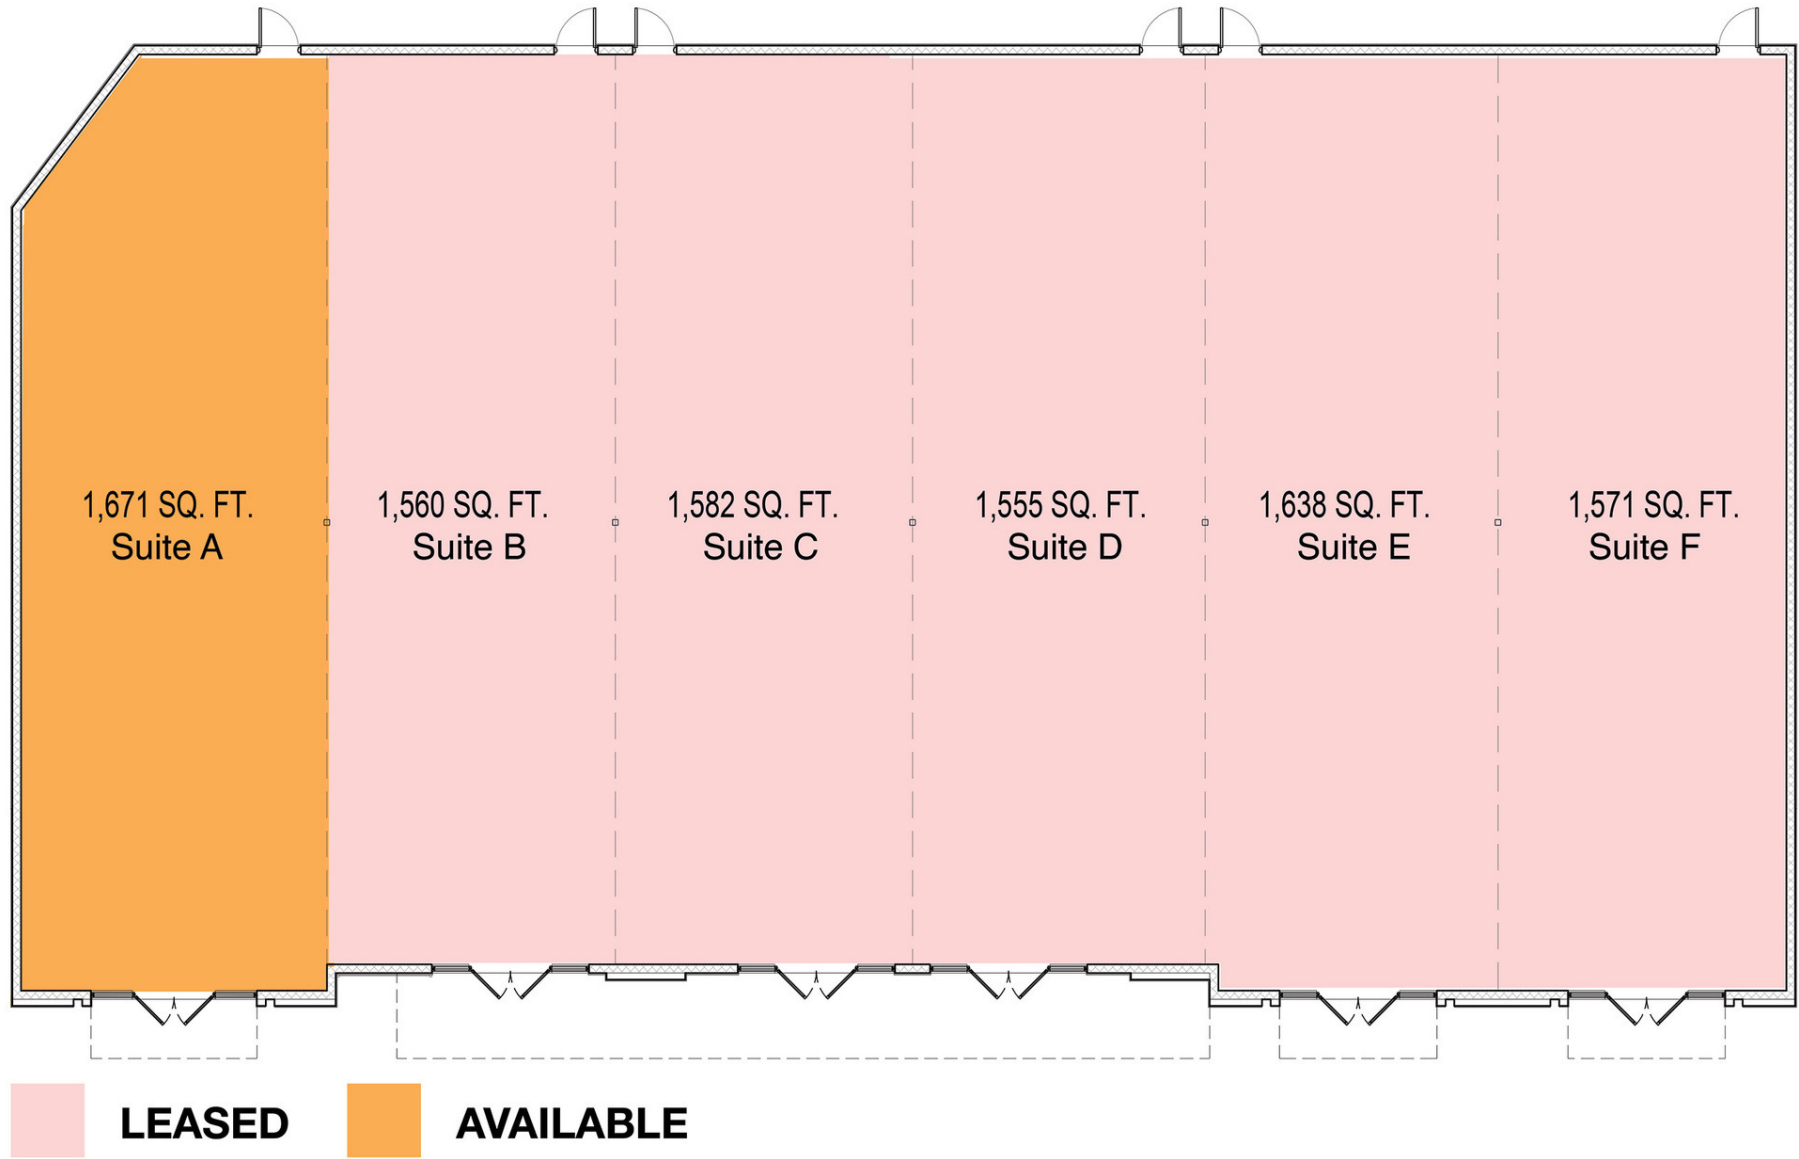 1,671 SQ. FT.
Suite A
1,560 SQ. FT.
Suite B
1,582 SQ. FT.
Suite C
1,555 SQ. FT.
Suite D
1,638 SQ. FT.
Suite E
1,571 SQ. FT.
Suite F
LEASED
AVAILABLE